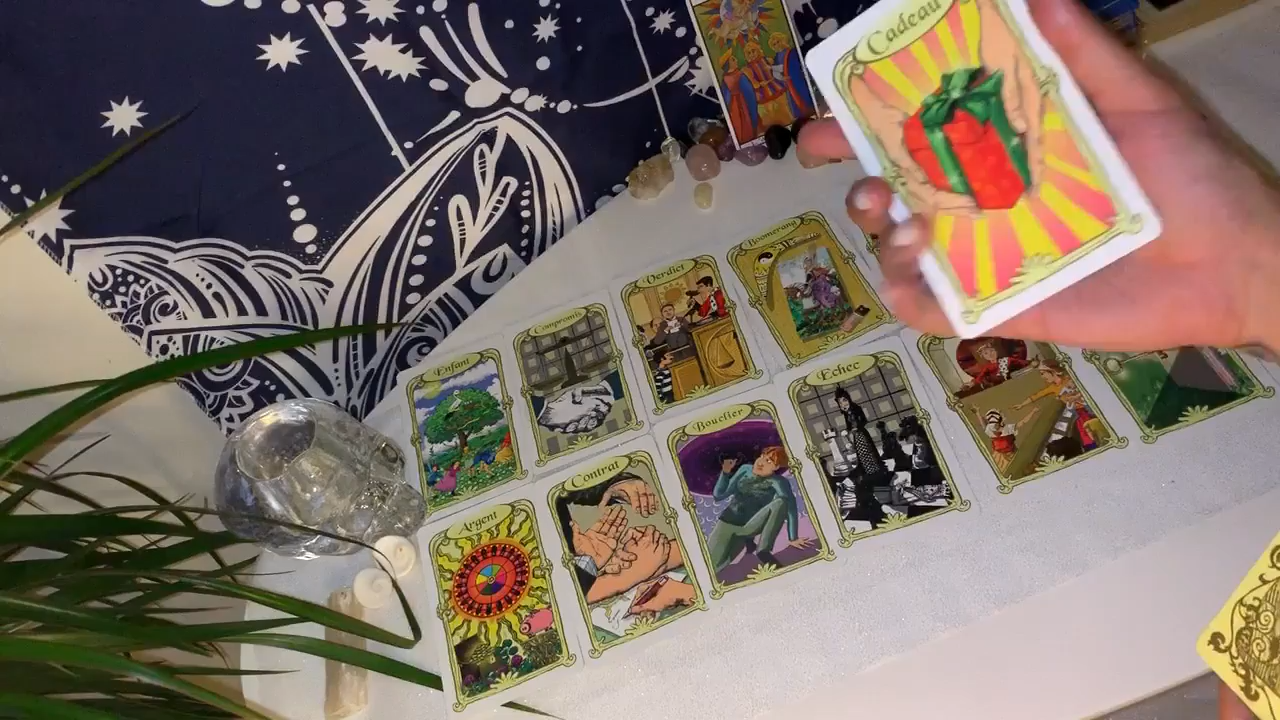 Cadeau
Boomerang
Verdict
Compromis
Enfant
Echec
Bouclier
Contrat
Argent